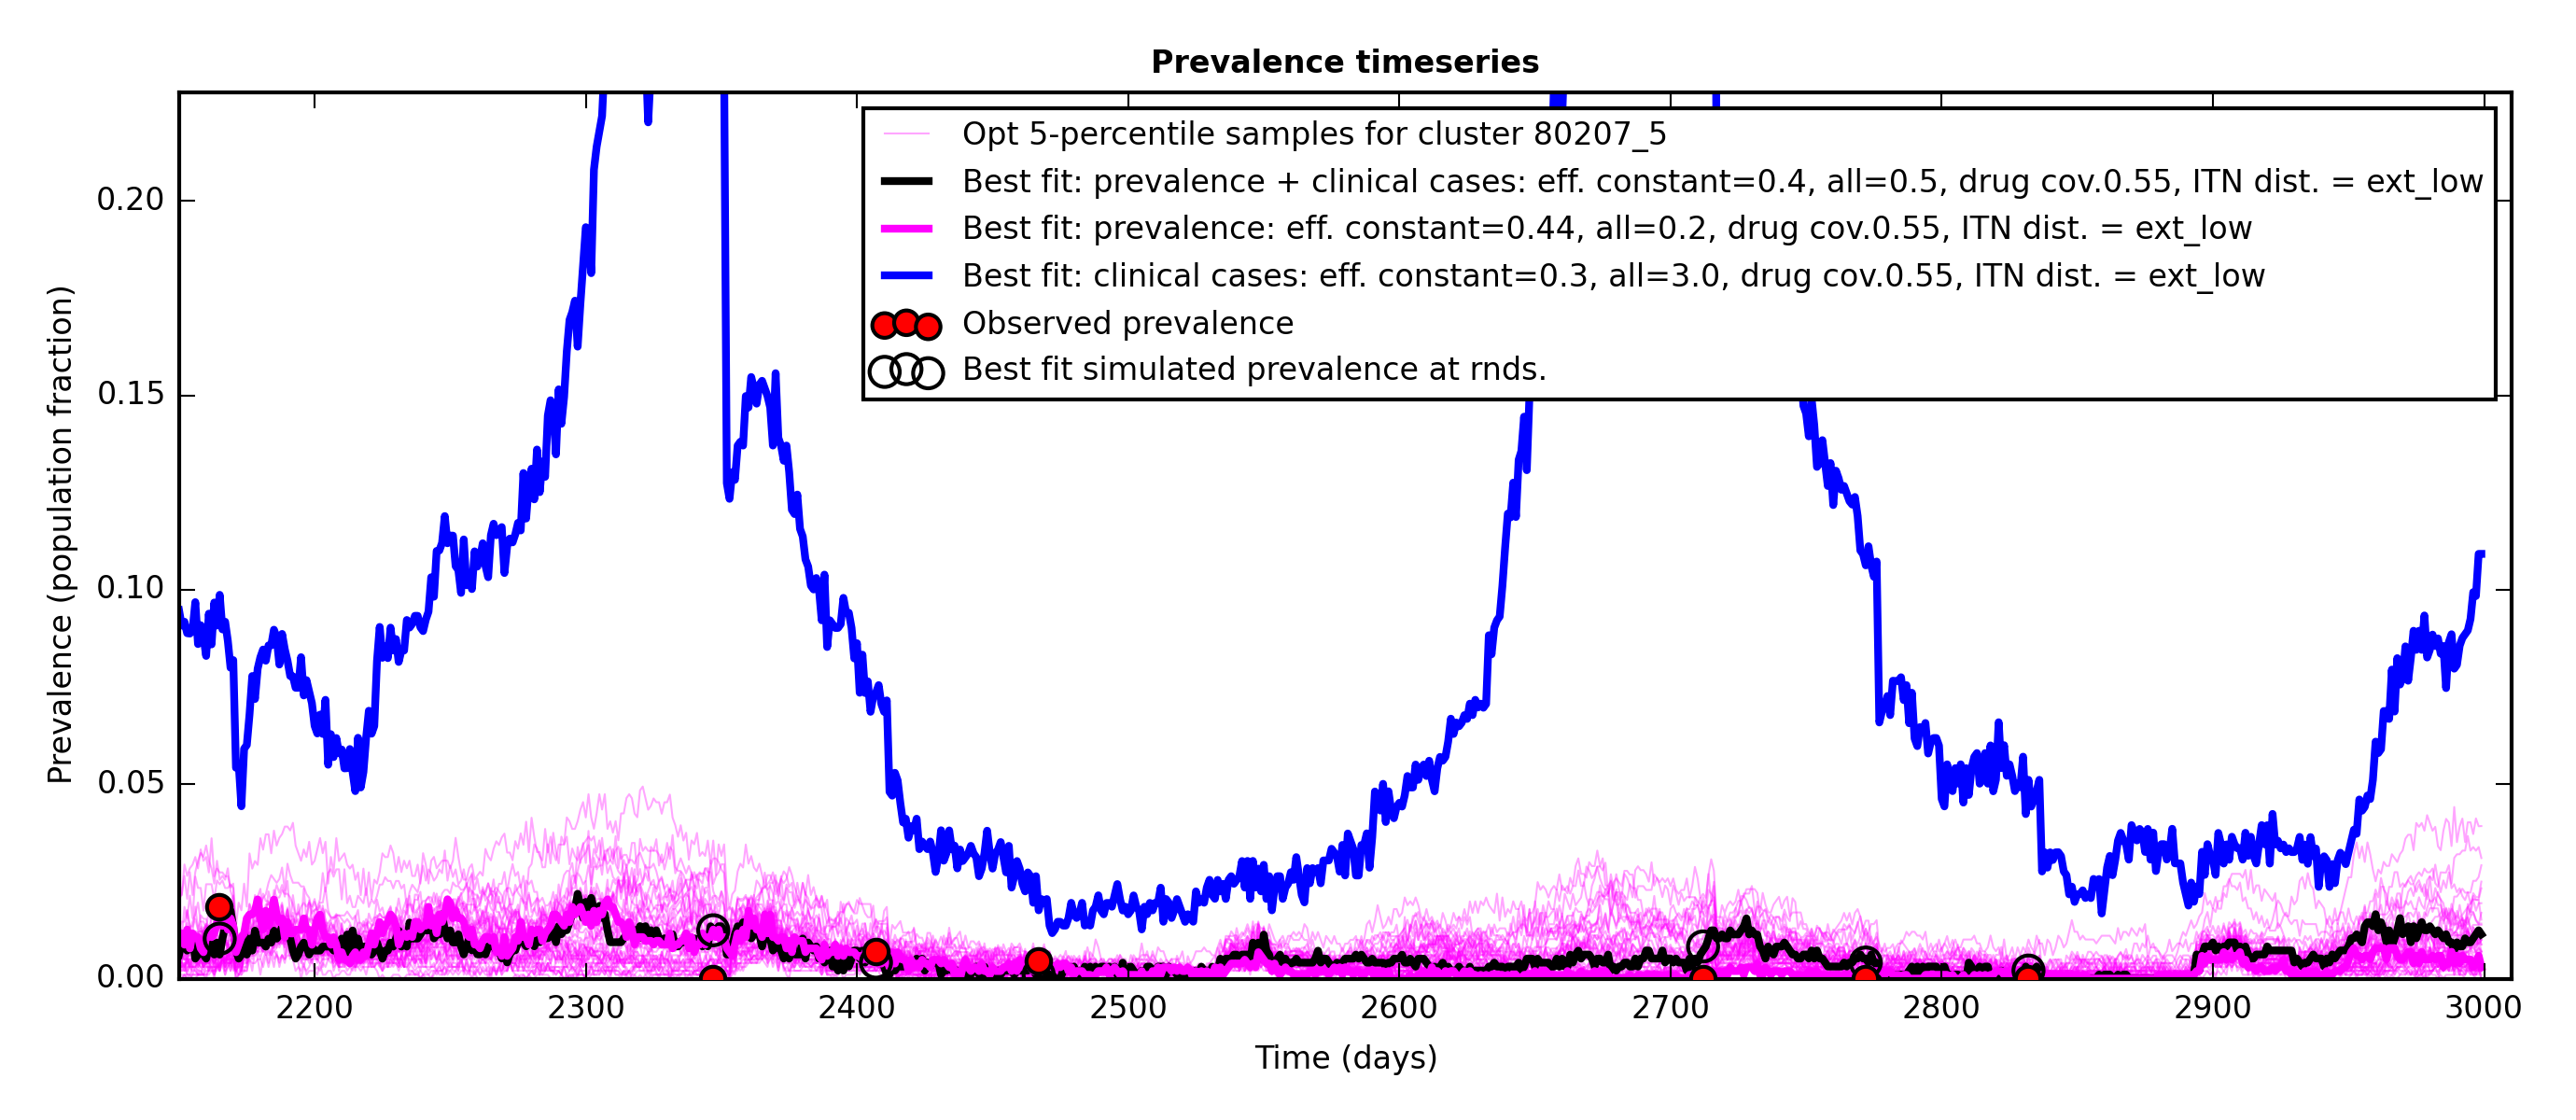 Prevalence timeseries
Opt 5-percentile samples for cluster 80207_5
Best fit: prevalence + clinical cases: eff. constant=0.4, all=0.5, drug cov.0.55, ITN dist. = ext_low
Best fit: prevalence: eff. constant=0.44, all=0.2, drug cov.0.55, ITN dist. = ext_low
Best fit: clinical cases: eff. constant=0.3, all=3.0, drug cov.0.55, ITN dist. = ext_low
Observed prevalence
Best fit simulated prevalence at rnds.
Prevalence (population fraction)
0.20
0.15
0.10
0.05
0.00
2200 2300 2400 2500 2600 2700 2800 2900 3000
Time (days)